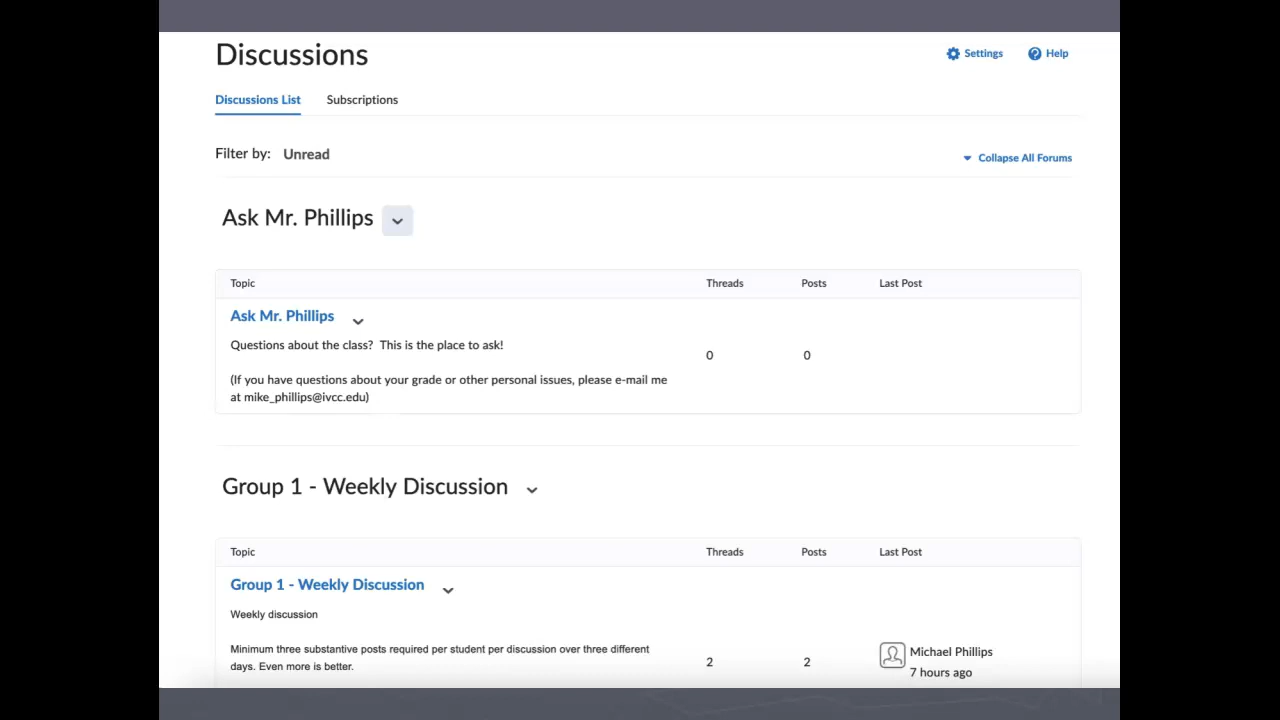 Discussions
Settings
Help
Discussions List
Subscriptions
Filter by: Unread
Collapse All Forums
Ask Mr. Phillips
Topic Threads Posts Last Post
Ask Mr. Phillips
Questions about the class? This is the place to ask!
0 0
(If you have questions about your grade or other personal issues, please e-mail me
at mike_phillips@ivcc.edu)
Group 1 - Weekly Discussion
Topic Threads Posts Last Post
Group 1 - Weekly Discussion
Weekly discussion
Minimum three substantive posts required per student per discussion over three different
days. Even more is better.
2 2
Michael Phillips
7 hours ago